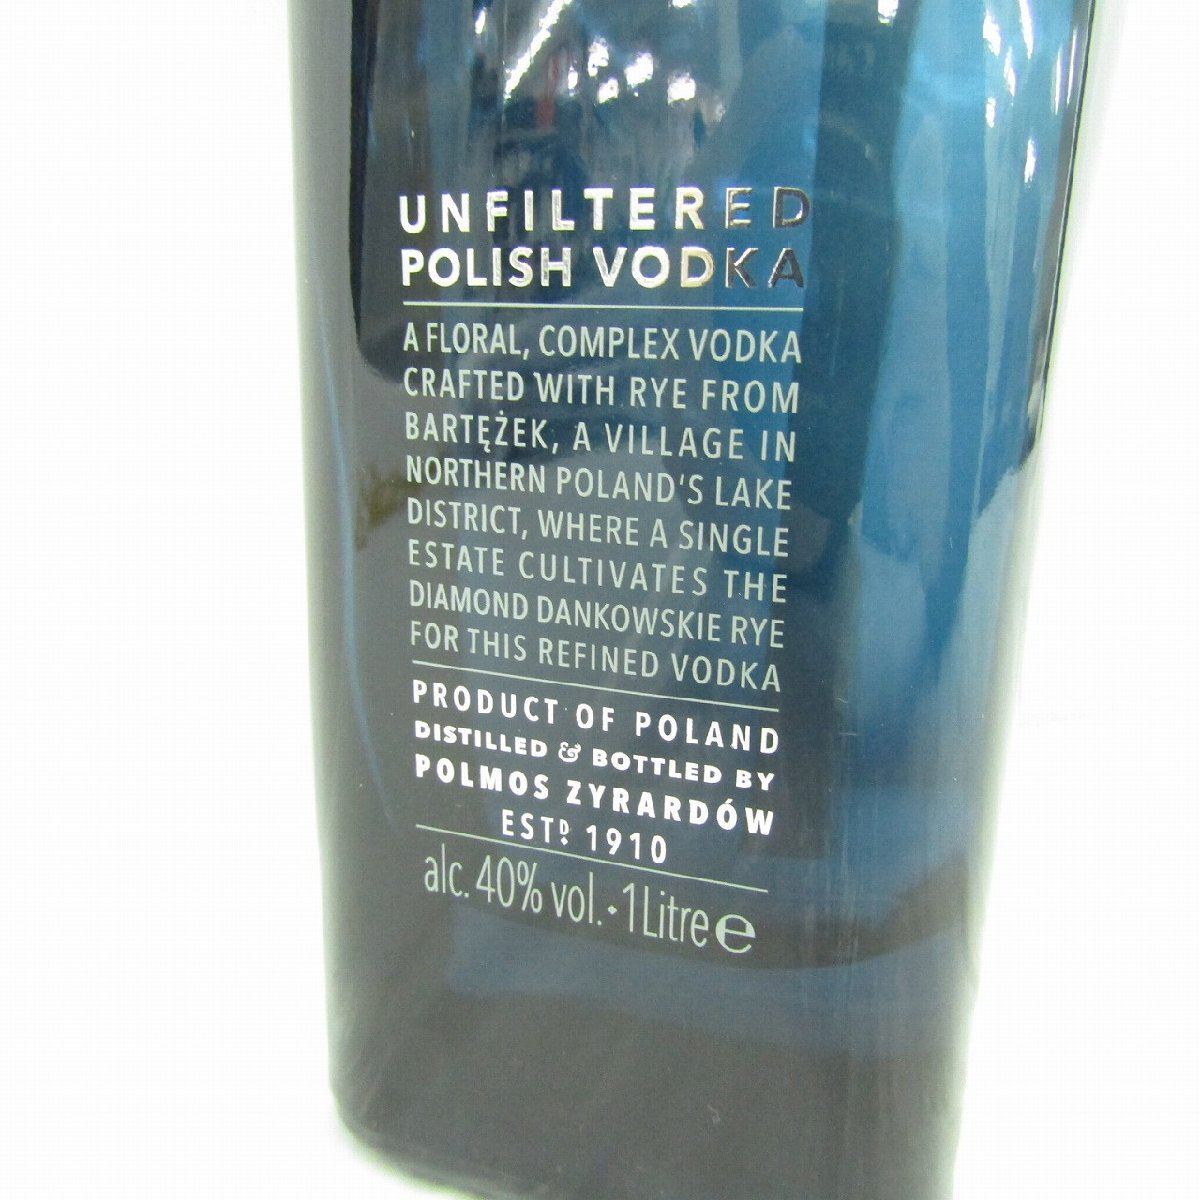 UNFILTERED
POLISH VODKA
A FLORAL, COMPLEX VODKA
CRAFTED WITH RYE FROM
BARTĘŻEK, A VILLAGE IN
NORTHERN POLAND'S LAKE
DISTRICT, WHERE A SINGLE
ESTATE CULTIVATES THE
DIAMOND DANKOWSKIE RYE
FOR THIS REFINED VODKA
PRODUCT OF POLAND
DISTILLED & BOTTLED BY
POLMOS ZYRARDÓW
ESTD 1910
alc. 40% vol. • 1 Litre e